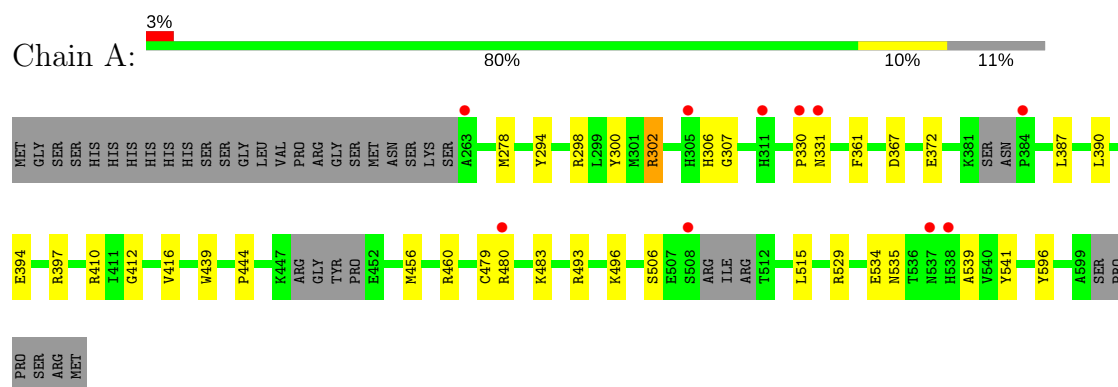 3%
Chain A:
80% 10% 11%
MET GLY SER SER HIS HIS HIS HIS HIS HIS SER SER GLY LEU VAL PRO ARG GLY SER MET ASN SER LYS SER A263 M278 Y294 R298 L299 Y300 M301 R302 H305 H306 G307 H311 P330 N331 F361 D367 E372 K381 SER ASN P384 L387 L390
E394 R397 R410 I411 G412 V416 W439 P444 K447 ARG GLY TYR PRO E452 M456 R460 C479 R480 K483 R493 K496 S506 E507 S508 ARG ILE ARG T512 L515 R529 E534 N535 T536 N537 H538 A539 V540 Y541 Y596 A599 SER PRO
PRO SER ARG MET